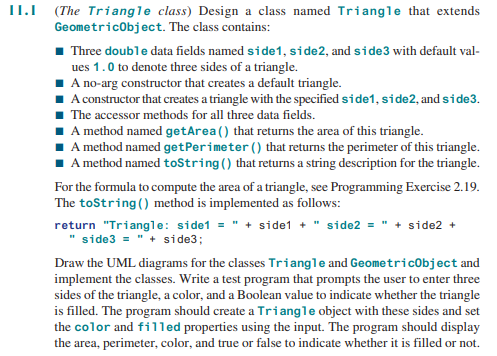 11.1 (The Triangle class) Design a class named Triangle that extends
GeometricObject. The class contains:
■ Three double data fields named side1, side2, and side3 with default val-
ues 1.0 to denote three sides of a triangle.
■ A no-arg constructor that creates a default triangle.
■ A constructor that creates a triangle with the specified side1, side2, and side3.
■ The accessor methods for all three data fields.
■ A method named getArea() that returns the area of this triangle.
■ A method named getPerimeter() that returns the perimeter of this triangle.
■ A method named toString() that returns a string description for the triangle.
For the formula to compute the area of a triangle, see Programming Exercise 2.19.
The toString() method is implemented as follows:
return "Triangle: side1 = " + side1 + " side2 = " + side2 +
" side3 = " + side3;
Draw the UML diagrams for the classes Triangle and GeometricObject and
implement the classes. Write a test program that prompts the user to enter three
sides of the triangle, a color, and a Boolean value to indicate whether the triangle
is filled. The program should create a Triangle object with these sides and set
the color and filled properties using the input. The program should display
the area, perimeter, color, and true or false to indicate whether it is filled or not.